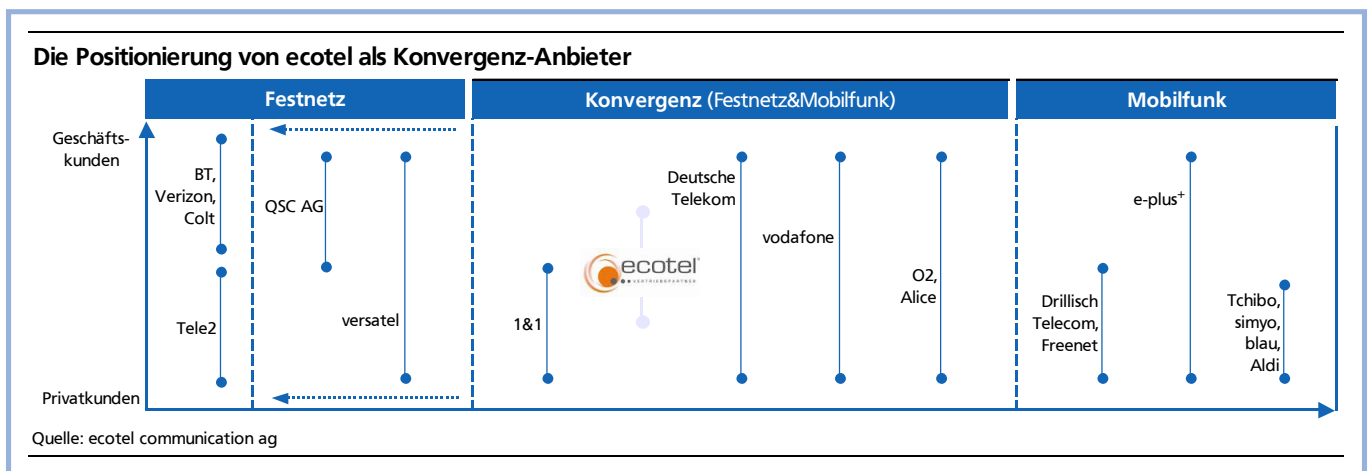 Die Positionierung von ecotel als Konvergenz-Anbieter
Festnetz
Konvergenz (Festnetz&Mobilfunk)
Mobilfunk
Geschäfts-
kunden
BT,
Verizon,
Colt
QSC AG
Deutsche
Telekom
e-plus+
vodafone
ecotel
VERTRIEBSPARTNER
O2,
Alice
Tele2
versatel
1&1
Drillisch
Telecom,
Freenet
Tchibo,
simyo,
blau,
Aldi
Privatkunden
Quelle: ecotel communication ag